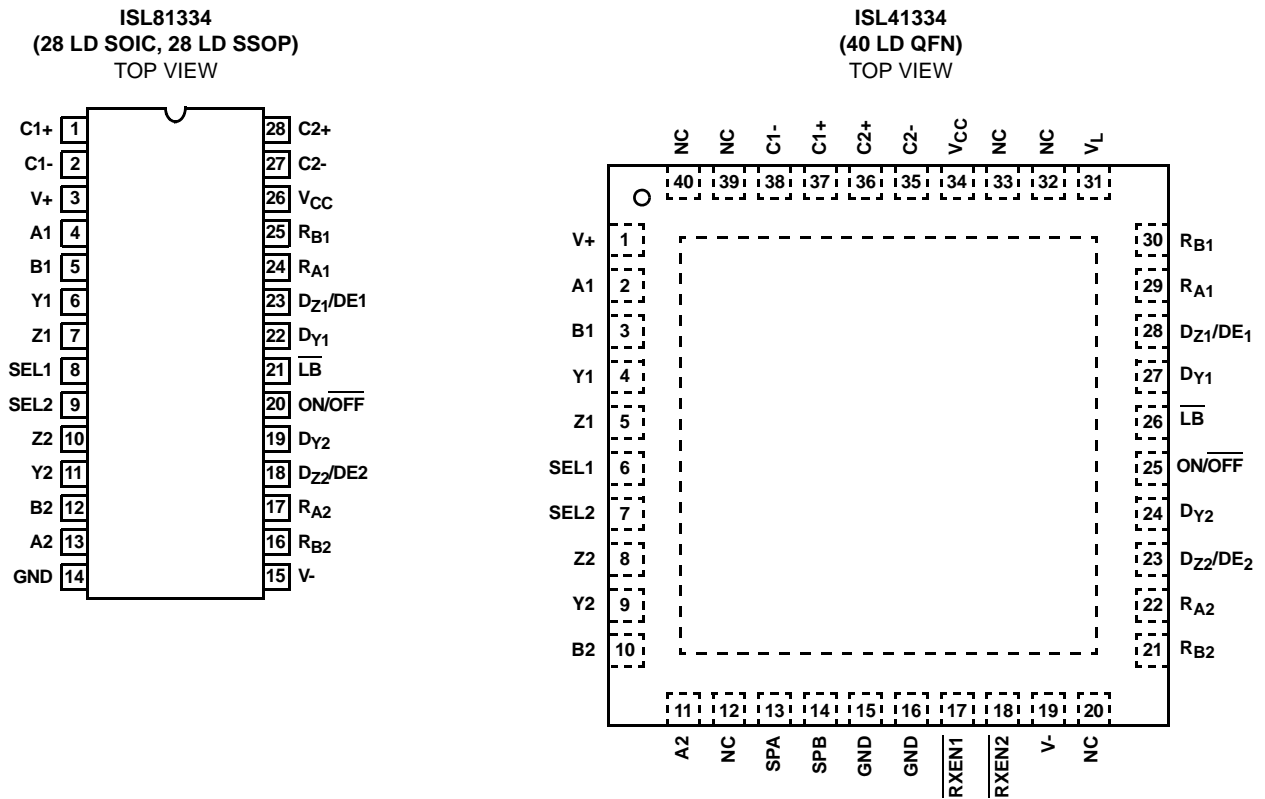 ISL81334
(28 LD SOIC, 28 LD SSOP)
TOP VIEW
C1+ 1
C1- 2
V+ 3
A1 4
B1 5
Y1 6
Z1 7
SEL1 8
SEL2 9
Z2 10
Y2 11
B2 12
A2 13
GND 14
28 C2+
27 C2-
26 VCC
25 RB1
24 RA1
23 DZ1/DE1
22 DY1
21 LB
20 ON/OFF
19 DY2
18 DZ2/DE2
17 RA2
16 RB2
15 V-
ISL41334
(40 LD QFN)
TOP VIEW
NC NC C1- C1+ C2+ C2- VCC NC NC VL
40 39 38 37 36 35 34 33 32 31
V+ 1
A1 2
B1 3
Y1 4
Z1 5
SEL1 6
SEL2 7
Z2 8
Y2 9
B2 10
30 RB1
29 RA1
28 DZ1/DE1
27 DY1
26 LB
25 ON/OFF
24 DY2
23 DZ2/DE2
22 RA2
21 RB2
11 12 13 14 15 16 17 18 19 20
A2 NC SPA SPB GND GND RXEN1 RXEN2 V- NC